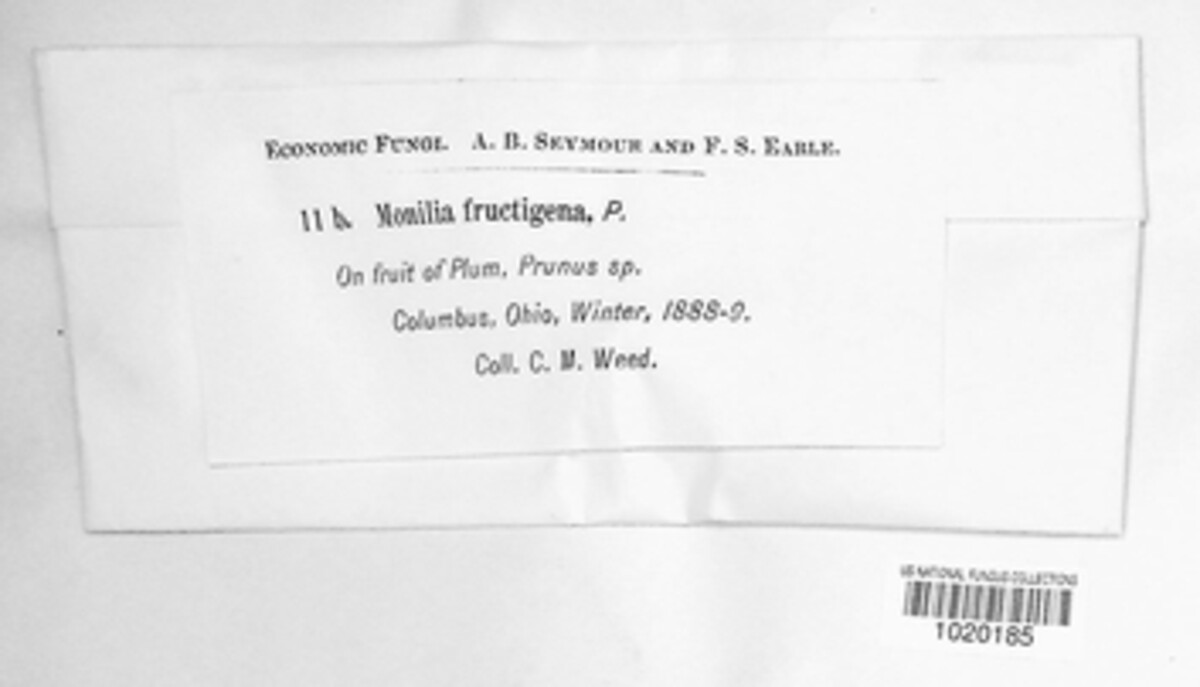 Economic Fungi. A. B. Seymour and F. S. Earle.
11 b. Monilia fructigena, P.
On fruit of Plum, Prunus sp.
Columbus, Ohio, Winter, 1888-9.
Coll. C. M. Weed.
US NATIONAL FUNGUS COLLECTIONS
1020185